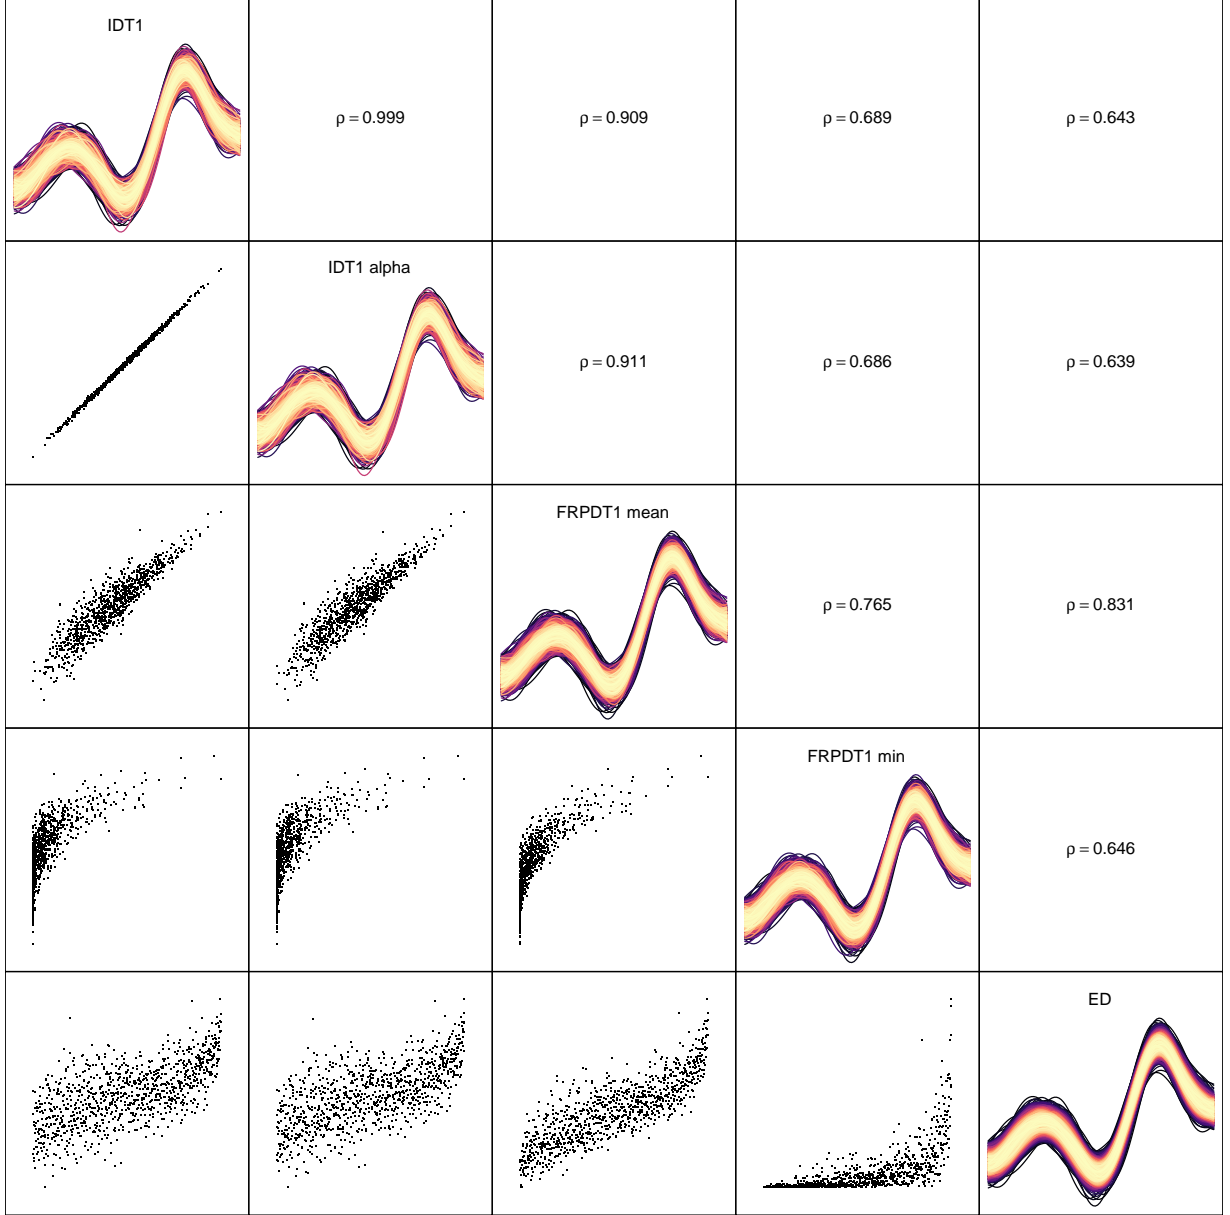 IDT1
ρ = 0.999
ρ = 0.909
ρ = 0.689
ρ = 0.643
IDT1 alpha
ρ = 0.911
ρ = 0.686
ρ = 0.639
FRPDT1 mean
ρ = 0.765
ρ = 0.831
FRPDT1 min
ρ = 0.646
ED